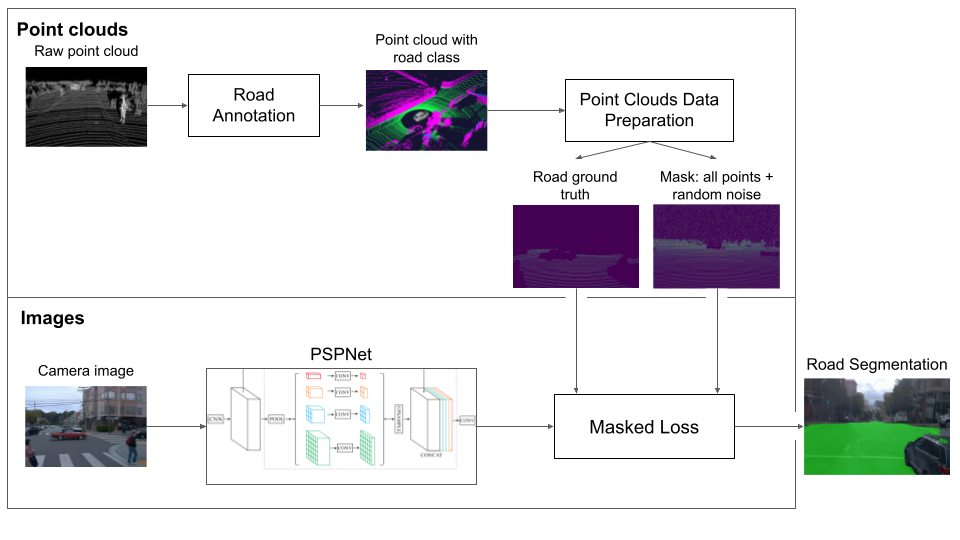 Point clouds
Raw point cloud
Road
Annotation
Point cloud with
road class
Point Clouds Data
Preparation
Road ground
truth
Mask: all points +
random noise
Images
Camera image
PSPNet
CNN
POOL
CONV
CONV
CONV
CONV
UPSAMPLE
CONCAT
CONV
Masked Loss
Road Segmentation